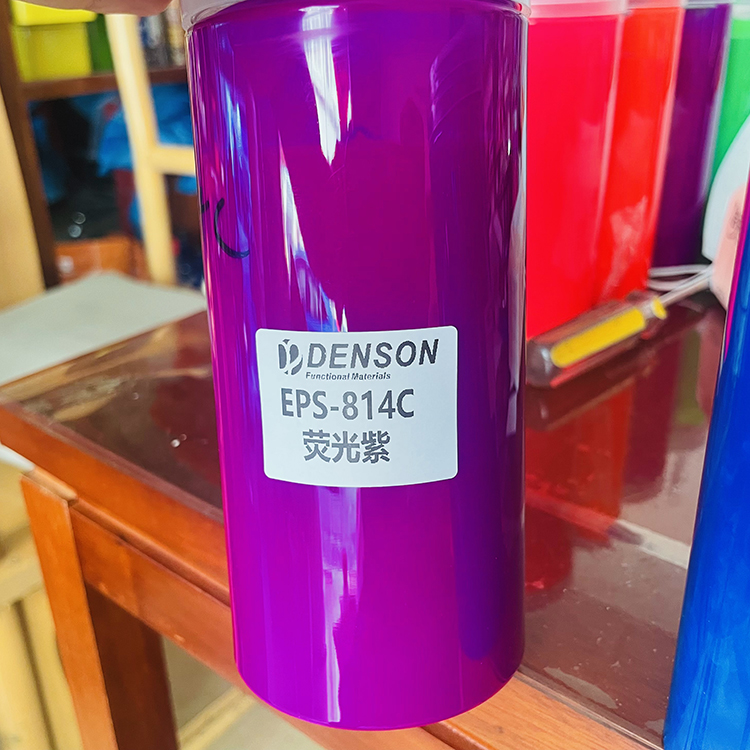 DENSON
Functional Materials
EPS-814C
荧光紫